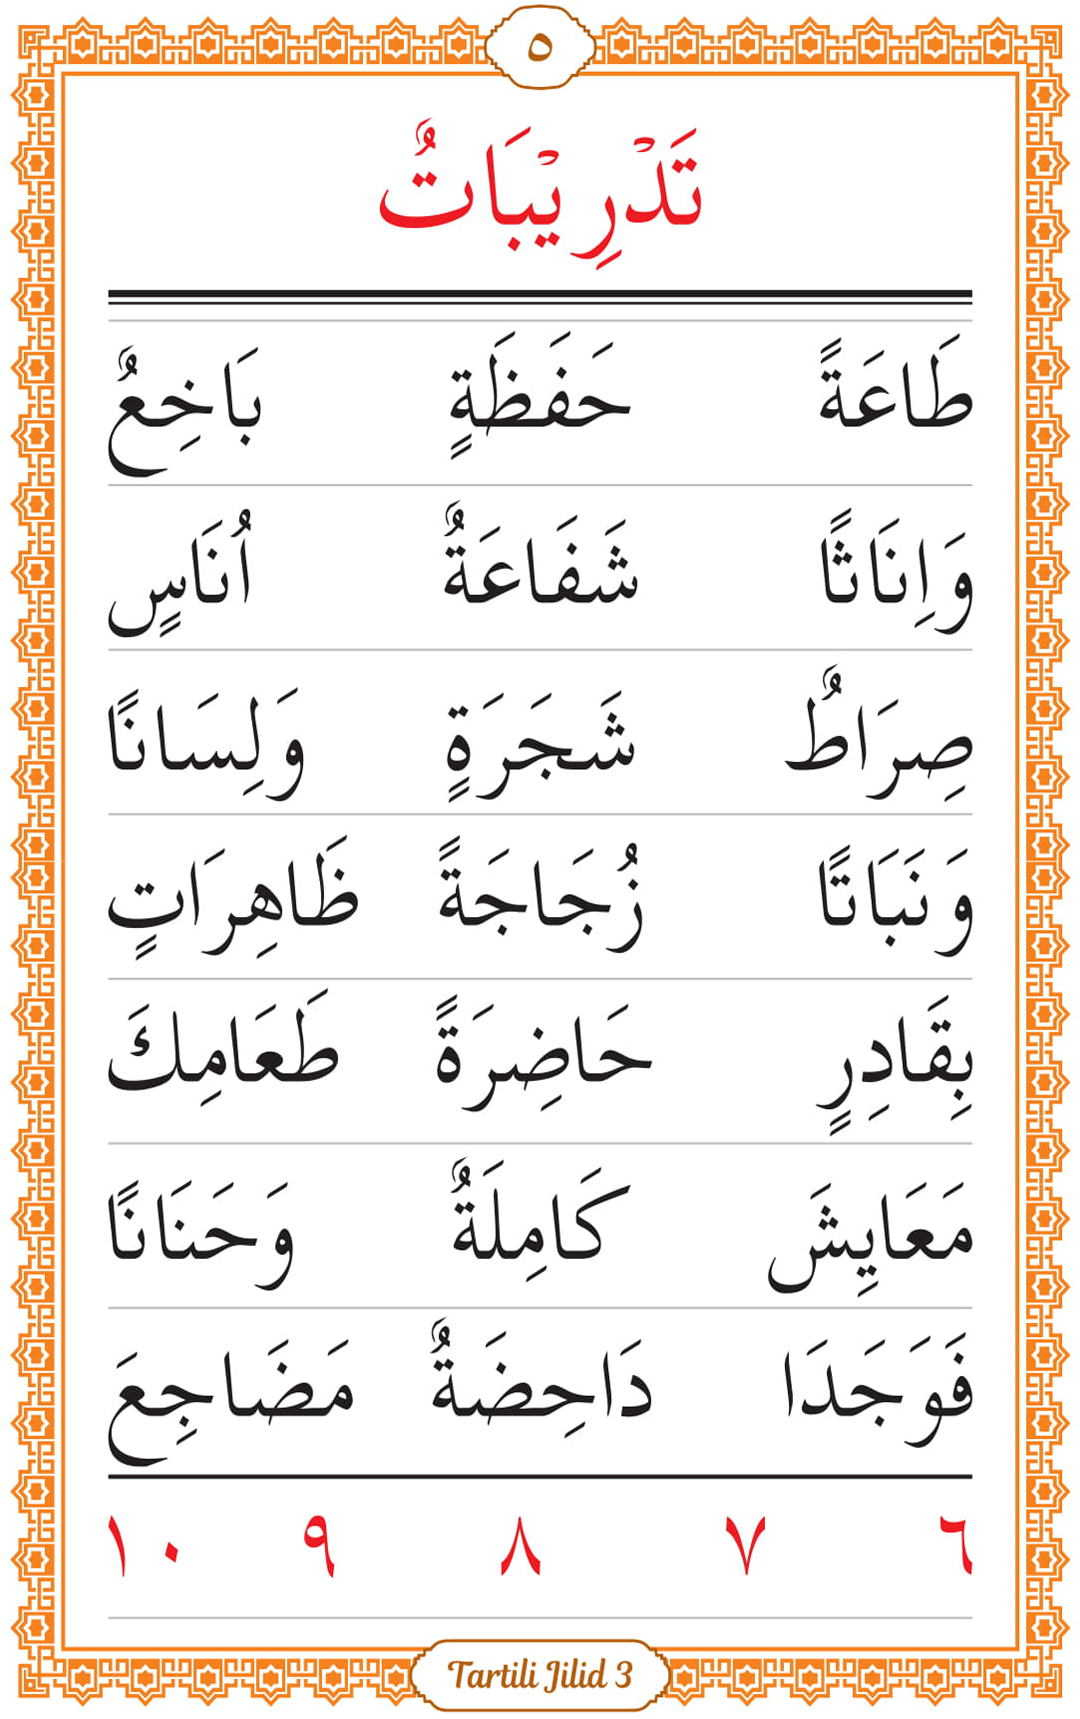 ٥
تَدْرِيْبَاتٌ
طَاعَةً حَفَظَةٍ بَاخِعٌ
وَاِنَاثًا شَفَاعَةٌ اُنَاسٍ
صِرَاطٌ شَجَرَةٍ وَلِسَانًا
وَنَبَاتًا زُجَاجَةً ظَاهِرَاتٍ
بِقَادِرٍ حَاضِرَةً طَعَامِكَ
مَعَايِشَ كَامِلَةٌ وَحَنَانًا
فَوَجَدَا دَاحِضَةٌ مَضَاجِعَ
٦ ٧ ٨ ٩ ١٠
Tartili Jilid 3